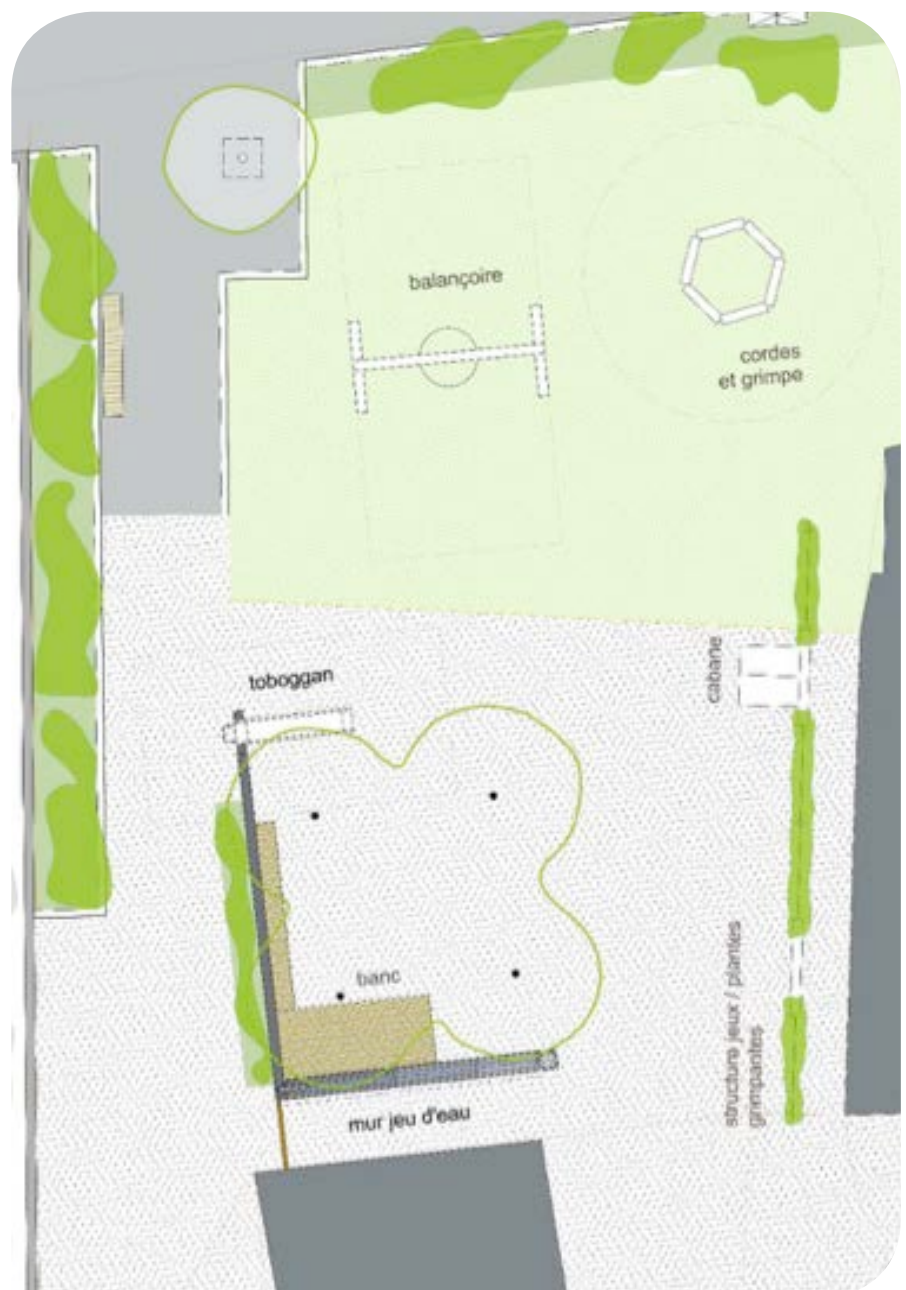 balançoire
cordes
et grimpe
toboggan
cabane
banc
structure jeux / plantes
grimpantes
mur jeu d'eau